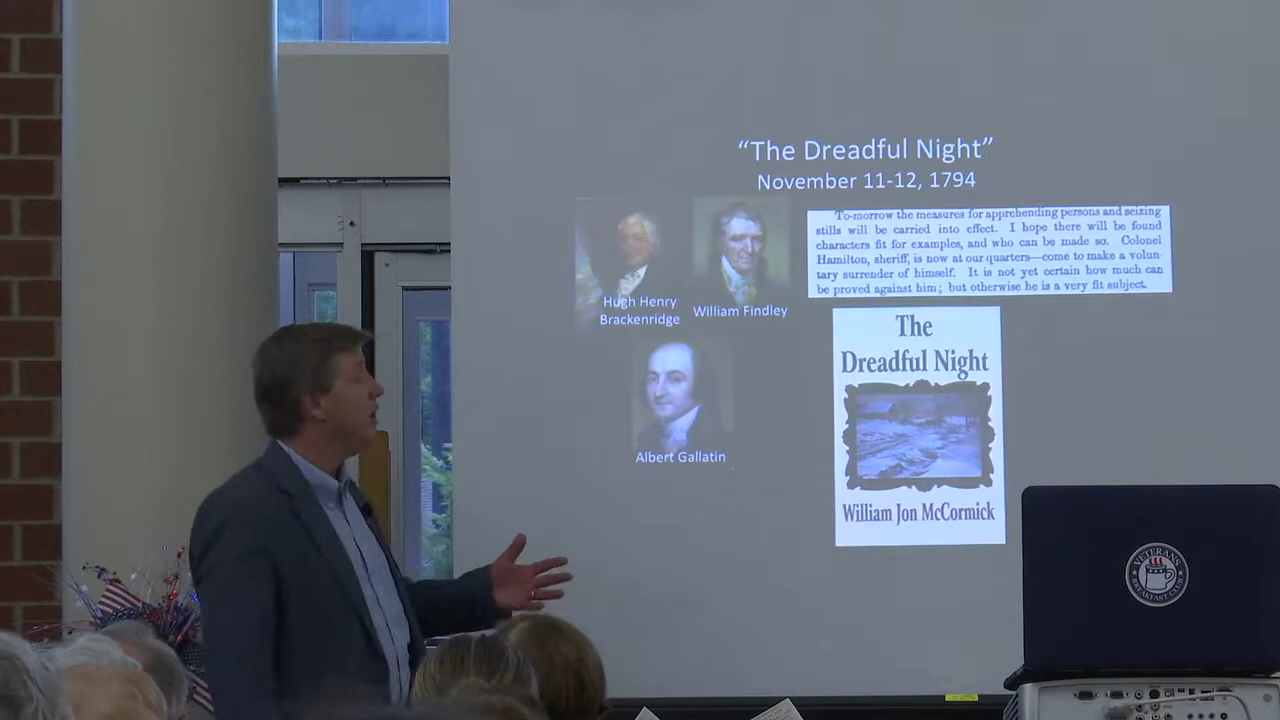 “The Dreadful Night”
November 11-12, 1794
Hugh Henry
Brackenridge
William Findley
Albert Gallatin
To-morrow the measures for apprehending persons and seizing
stills will be carried into effect. I hope there will be found
characters fit for examples, and who can be made so. Colonel
Hamilton, sheriff, is now at our quarters—come to make a volun-
tary surrender of himself. It is not yet certain how much can
be proved against him; but otherwise he is a very fit subject.
The
Dreadful Night
William Jon McCormick
VETERANS
BREAKFAST CLUB